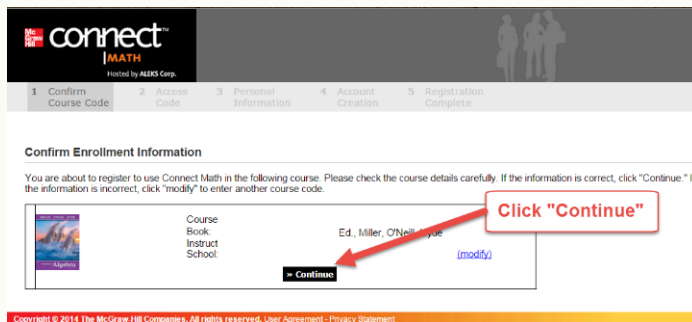 Mc
Graw
Hill
connect™
MATH
Hosted by ALEKS Corp.
1 Confirm Course Code 2 Access Code 3 Personal Information 4 Account Creation 5 Registration Complete
Confirm Enrollment Information
You are about to register to use Connect Math in the following course. Please check the course details carefully. If the information is correct, click "Continue."
the information is incorrect, click "modify" to enter another course code.
Click "Continue"
Course
Book: Ed., Miller, O'Neill,
Instruct
School: (modify)
Algebra
» Continue
Copyright © 2014 The McGraw-Hill Companies. All rights reserved. User Agreement - Privacy Statement